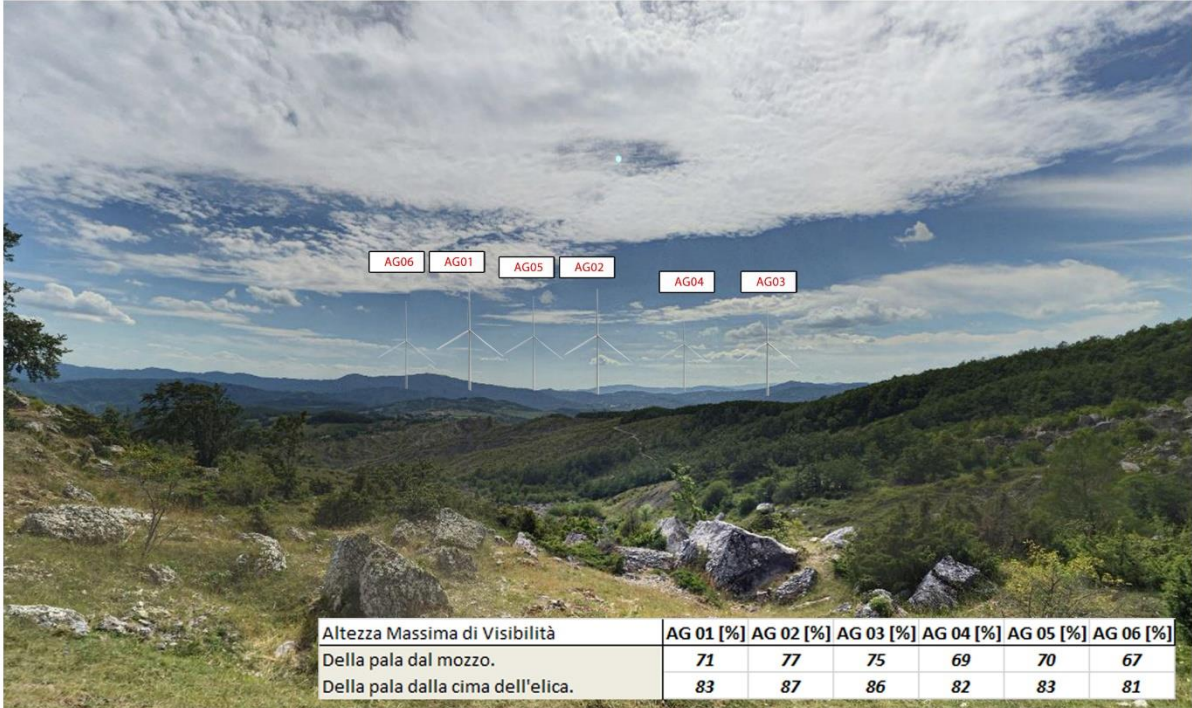 AG06 AG01 AG05 AG02 AG04 AG03
Altezza Massima di Visibilità AG 01 [%] AG 02 [%] AG 03 [%] AG 04 [%] AG 05 [%] AG 06 [%]
Della pala dal mozzo. 71 77 75 69 70 67
Della pala dalla cima dell'elica. 83 87 86 82 83 81